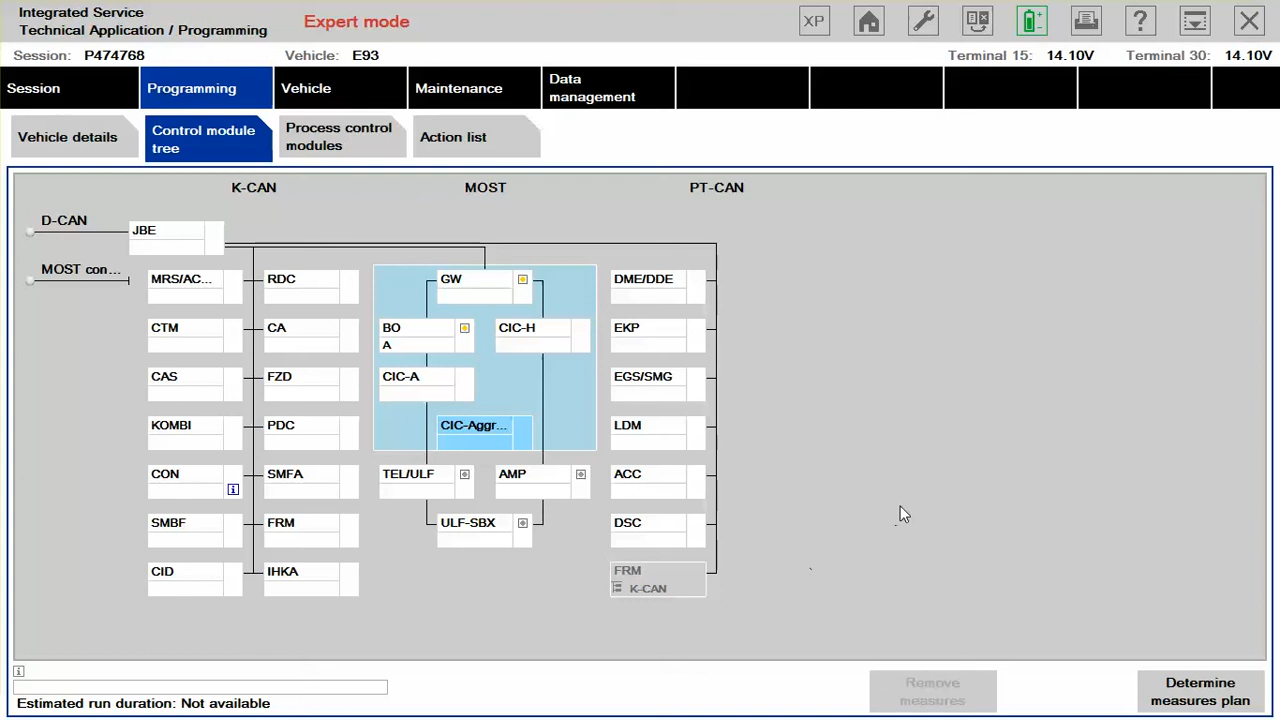 Integrated Service
Technical Application / Programming
Expert mode
XP
Session: P474768
Vehicle: E93
Terminal 15: 14.10V
Terminal 30: 14.10V
Session
Programming
Vehicle
Maintenance
Data
management
Vehicle details
Control module
tree
Process control
modules
Action list
K-CAN
MOST
PT-CAN
D-CAN
JBE
MOST con...
MRS/AC...
RDC
GW
DME/DDE
CTM
CA
BO
A
CIC-H
EKP
CAS
FZD
CIC-A
EGS/SMG
KOMBI
PDC
CIC-Aggr...
LDM
CON
SMFA
TEL/ULF
AMP
ACC
SMBF
FRM
ULF-SBX
DSC
CID
IHKA
FRM
K-CAN
Estimated run duration: Not available
Remove
measures
Determine
measures plan